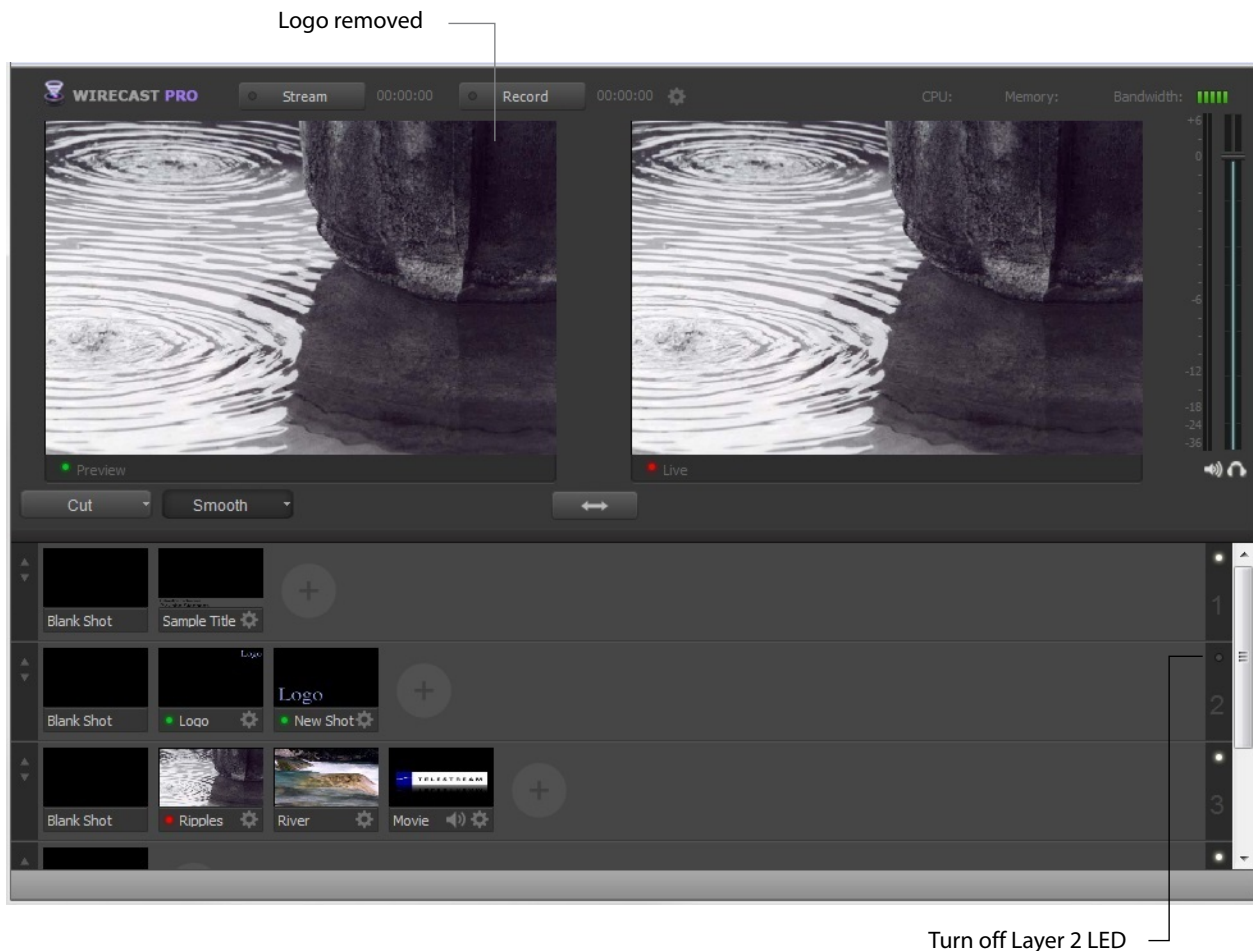 Logo removed
WIRECAST PRO
Stream
00:00:00
Record
00:00:00
CPU:
Memory:
Bandwidth:
+6
0
-6
-12
-18
-24
-36
Preview
Live
Cut
Smooth
Blank Shot
Sample Title
1
Logo
Logo
Blank Shot
Logo
New Shot
2
TELESTREAM
Blank Shot
Ripples
River
Movie
3
Turn off Layer 2 LED